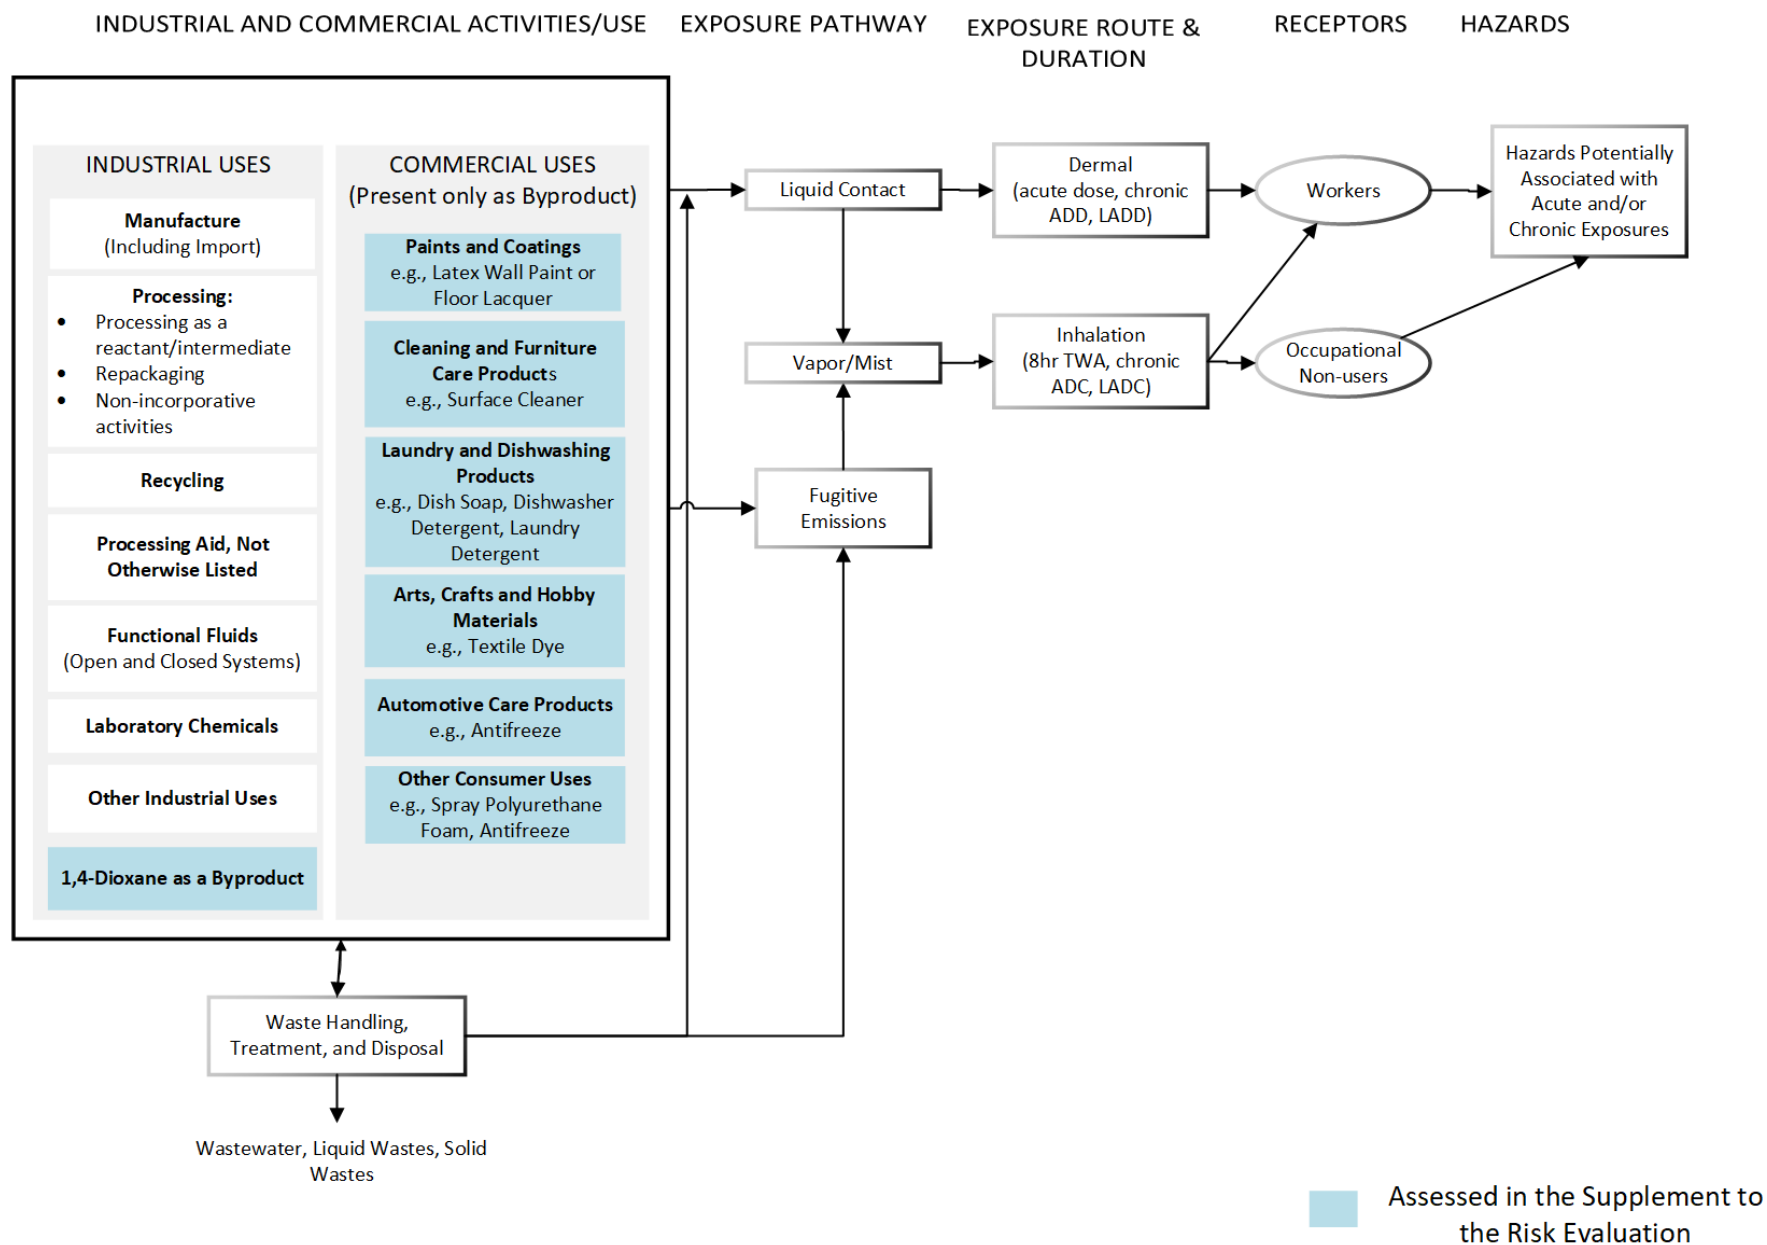 INDUSTRIAL AND COMMERCIAL ACTIVITIES/USE
EXPOSURE PATHWAY
EXPOSURE ROUTE &
DURATION
RECEPTORS
HAZARDS
INDUSTRIAL USES
Manufacture
(Including Import)
Processing:
• Processing as a
reactant/intermediate
• Repackaging
• Non-incorporative
activities
Recycling
Processing Aid, Not
Otherwise Listed
Functional Fluids
(Open and Closed Systems)
Laboratory Chemicals
Other Industrial Uses
1,4-Dioxane as a Byproduct
COMMERCIAL USES
(Present only as Byproduct)
Paints and Coatings
e.g., Latex Wall Paint or
Floor Lacquer
Cleaning and Furniture
Care Products
e.g., Surface Cleaner
Laundry and Dishwashing
Products
e.g., Dish Soap, Dishwasher
Detergent, Laundry
Detergent
Arts, Crafts and Hobby
Materials
e.g., Textile Dye
Automotive Care Products
e.g., Antifreeze
Other Consumer Uses
e.g., Spray Polyurethane
Foam, Antifreeze
Liquid Contact
Vapor/Mist
Fugitive
Emissions
Dermal
(acute dose, chronic
ADD, LADD)
Inhalation
(8hr TWA, chronic
ADC, LADC)
Workers
Occupational
Non-users
Hazards Potentially
Associated with
Acute and/or
Chronic Exposures
Waste Handling,
Treatment, and Disposal
Wastewater, Liquid Wastes, Solid
Wastes
Assessed in the Supplement to
the Risk Evaluation